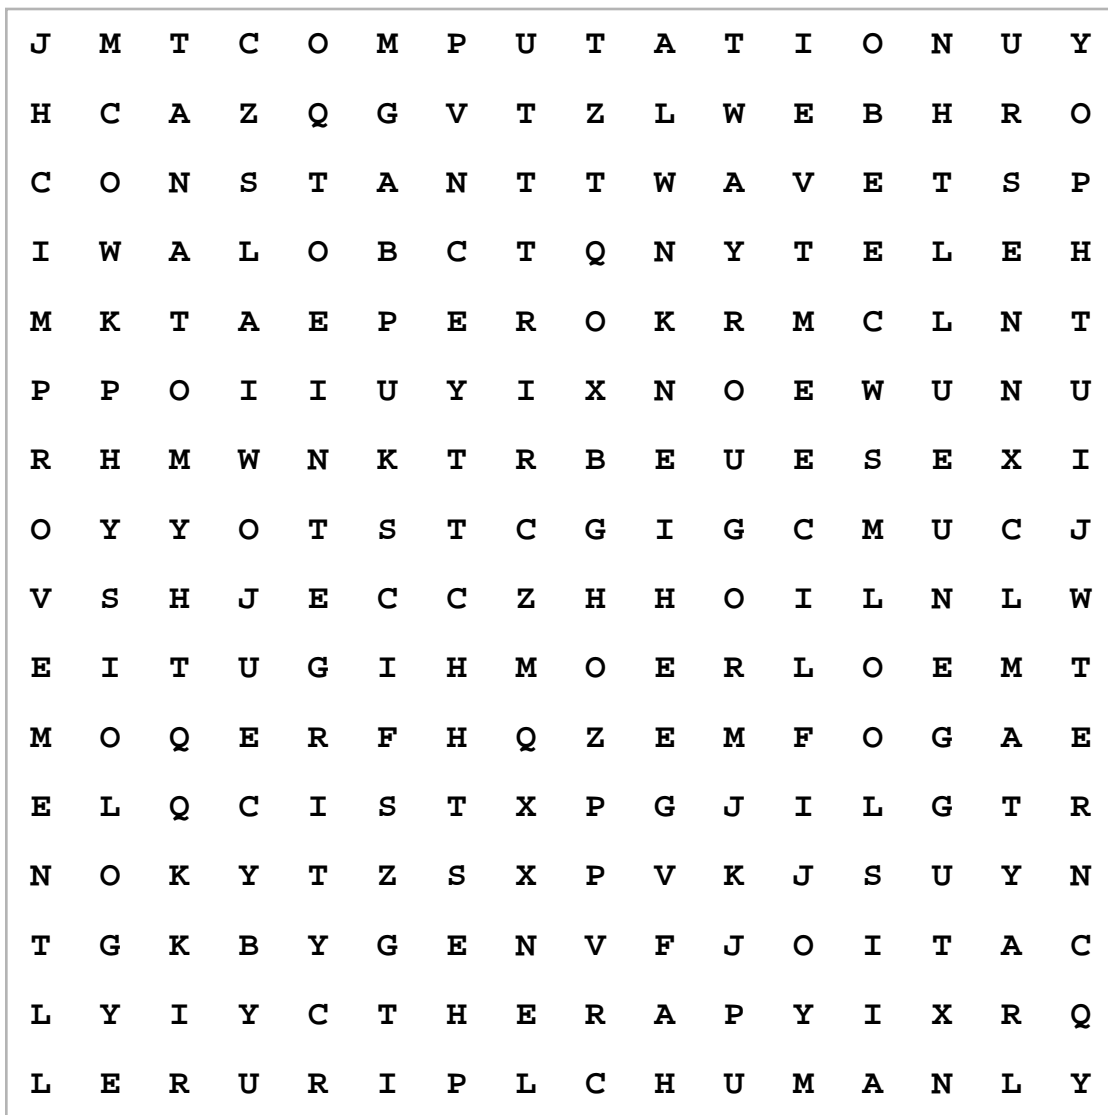 J M T C O M P U T A T I O N U Y
H C A Z Q G V T Z L W E B H R O
C O N S T A N T T W A V E T S P
I W A L O B C T Q N Y T E L E H
M K T A E P E R O K R M C L N T
P P O I I U Y I X N O E W U N U
R H M W N K T R B E U E S E X I
O Y Y O T S T C G I G C M U C J
V S H J E C C Z H H O I L N L W
E I T U G I H M O E R L O E M T
M O Q E R F H Q Z E M F O G A E
E L Q C I S T X P G J I L G T R
N O K Y T Z S X P V K J S U Y N
T G K B Y G E N V F J O I T A C
L Y I Y C T H E R A P Y I X R Q
L E R U R I P L C H U M A N L Y